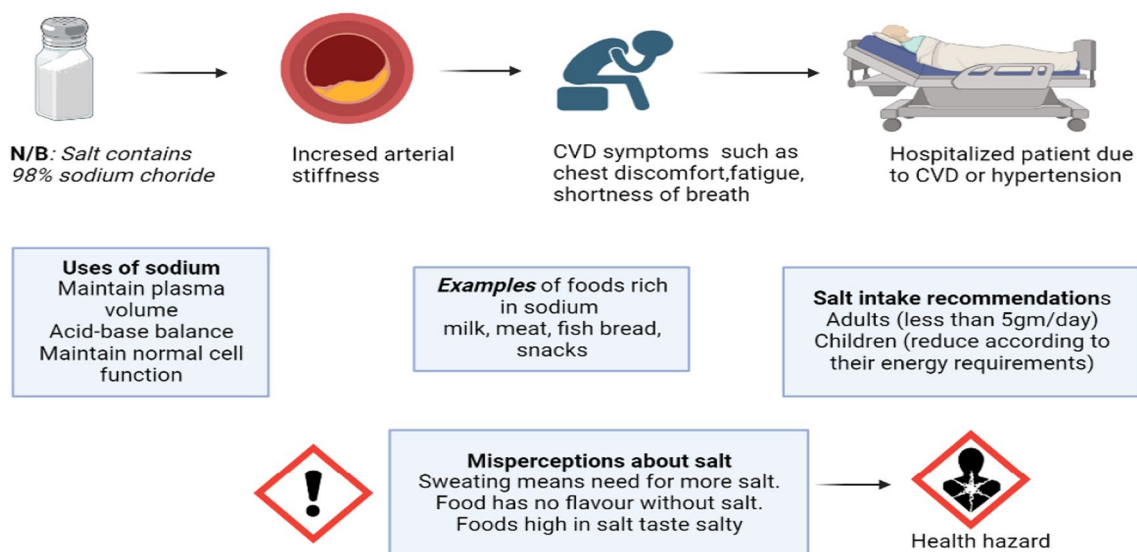 N/B: Salt contains
98% sodium choride
Incresed arterial
stiffness
CVD symptoms such as
chest discomfort,fatigue,
shortness of breath
Hospitalized patient due
to CVD or hypertension
Uses of sodium
Maintain plasma
volume
Acid-base balance
Maintain normal cell
function
Examples of foods rich
in sodium
milk, meat, fish bread,
snacks
Salt intake recommendations
Adults (less than 5gm/day)
Children (reduce according to
their energy requirements)
!
Misperceptions about salt
Sweating means need for more salt.
Food has no flavour without salt.
Foods high in salt taste salty
Health hazard